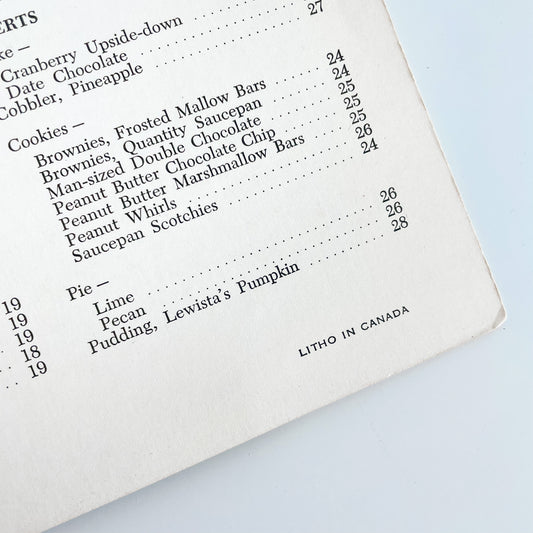 ERTS
ke —
Cranberry Upside-down
Date Chocolate . . . 27
Cobbler, Pineapple
Cookies —
Brownies, Frosted Mallow Bars . . . 24
Brownies, Quantity Saucepan . . . 24
Man-sized Double Chocolate . . . 25
Peanut Butter Chocolate Chip . . . 25
Peanut Butter Marshmallow Bars . . . 25
Peanut Whirls . . . 26
Saucepan Scotchies . . . 24
Pie —
Lime . . . 26
Pecan . . . 26
Pudding, Lewista's Pumpkin . . . 28
19
19
19
18
19
LITHO IN CANADA